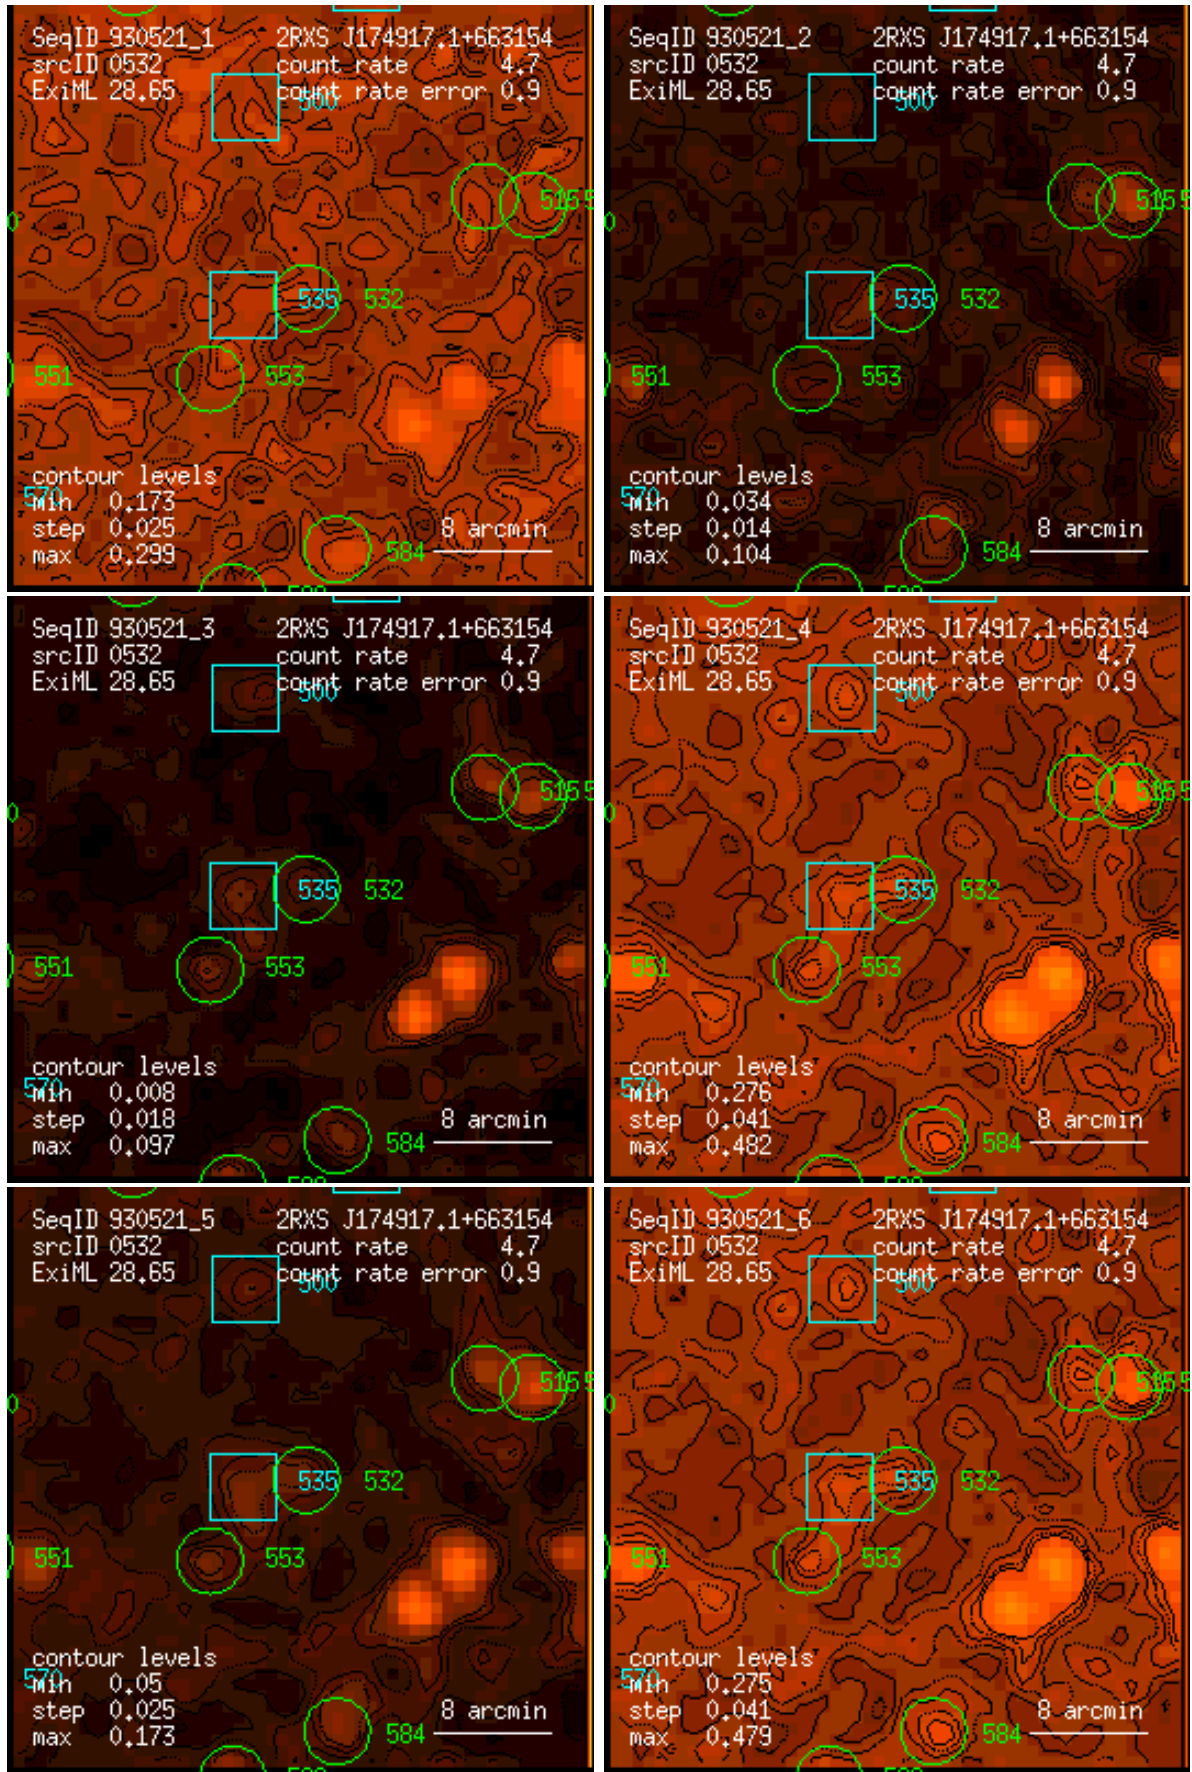 SeqID 930521_1 2RXS J174917.1+663154
srcID 0532 count rate 4.7
ExiML 28.65 count rate error 0.9
500
515
0
535 532
551 553
contour levels
570
min 0.173
step 0.025 8 arcmin
max 0.299 584
SeqID 930521_2 2RXS J174917.1+663154
srcID 0532 count rate 4.7
ExiML 28.65 count rate error 0.9
500
515
0
535 532
551 553
contour levels
570
min 0.034
step 0.014 8 arcmin
max 0.104 584
SeqID 930521_3 2RXS J174917.1+663154
srcID 0532 count rate 4.7
ExiML 28.65 count rate error 0.9
500
0
535 532
551 553
contour levels
570
min 0.008
step 0.018 8 arcmin
max 0.097 584
SeqID 930521_4 2RXS J174917.1+663154
srcID 0532 count rate 4.7
ExiML 28.65 count rate error 0.9
500
515
0
535 532
551 553
contour levels
570
min 0.276
step 0.041 8 arcmin
max 0.482 584
SeqID 930521_5 2RXS J174917.1+663154
srcID 0532 count rate 4.7
ExiML 28.65 count rate error 0.9
500
515
0
535 532
551 553
contour levels
570
min 0.05
step 0.025 8 arcmin
max 0.173 584
SeqID 930521_6 2RXS J174917.1+663154
srcID 0532 count rate 4.7
ExiML 28.65 count rate error 0.9
500
515
0
535 532
551 553
contour levels
570
min 0.275
step 0.041 8 arcmin
max 0.479 584